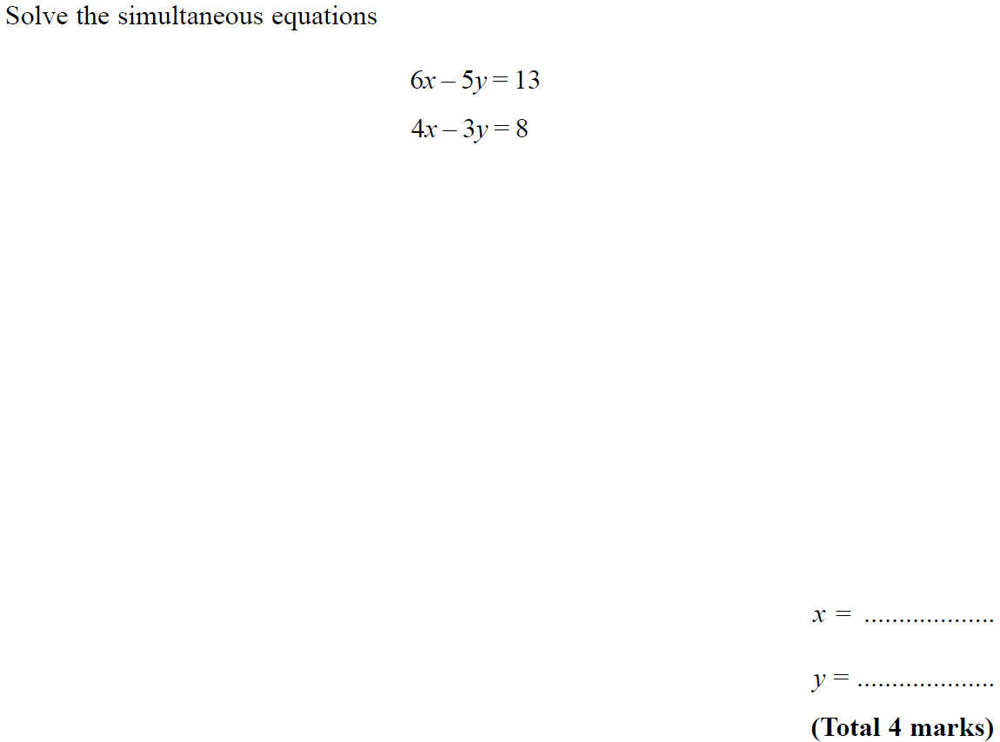 Solve the simultaneous equations
6x – 5y = 13
4x – 3y = 8
x = ...................
y = ....................
(Total 4 marks)